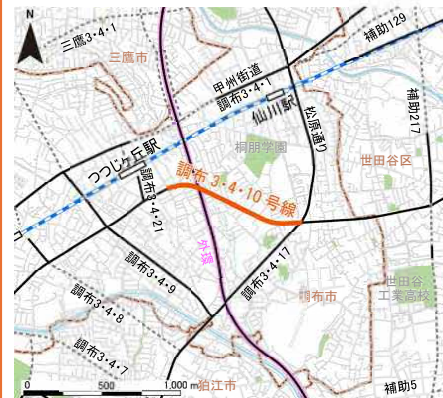 N
三鷹3・4・1
三鷹市
甲州街道
調布3・4・1
補助129
仙川駅
松原通り
補助217
つつじヶ丘駅
桐朋学園
世田谷区
調布3・4・10号線
調布3・4・21
外環
調布3・4・17
調布3・4・9
調布市
世田谷
工業高校
調布3・4・8
調布3・4・7
0 500 1,000 m
狛江市
補助5